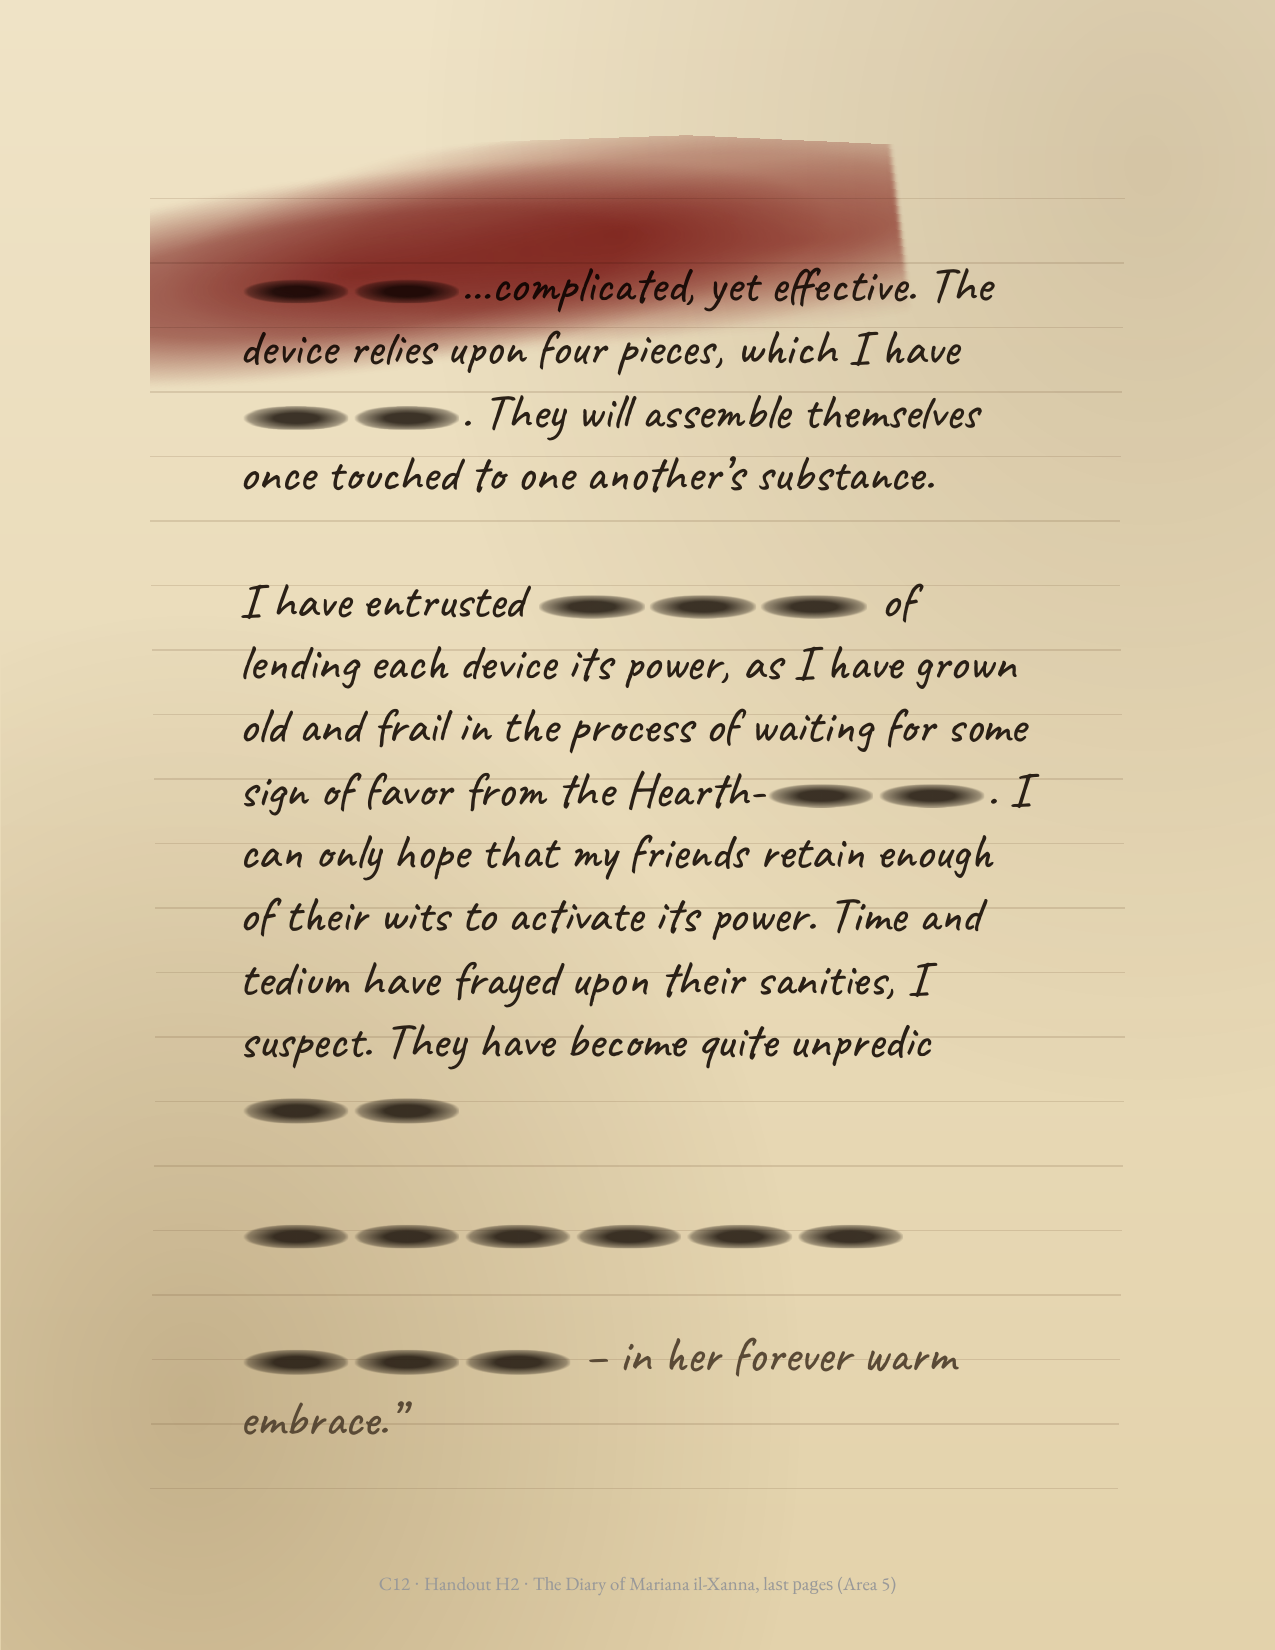 ...complicated, yet effective. The
device relies upon four pieces, which I have
. They will assemble themselves
once touched to one another’s substance.
I have entrusted of
lending each device its power, as I have grown
old and frail in the process of waiting for some
sign of favor from the Hearth- . I
can only hope that my friends retain enough
of their wits to activate its power. Time and
tedium have frayed upon their sanities, I
suspect. They have become quite unpredic
– in her forever warm
embrace.”
C12 · Handout H2 · The Diary of Mariana il-Xanna, last pages (Area 5)